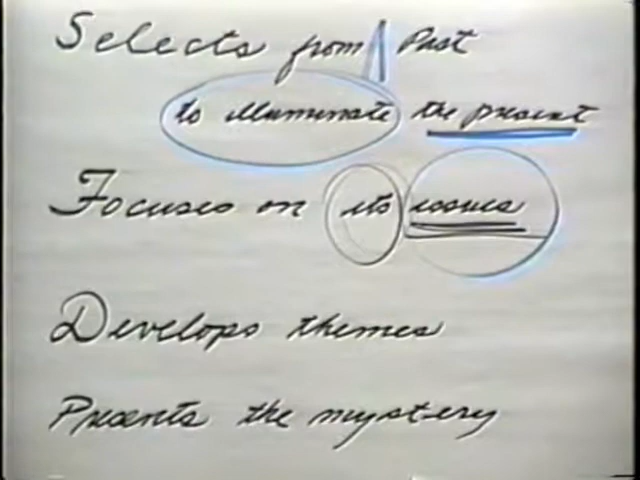 Selects from Past
to illuminate the present
Focuses on its issues
Develops themes
Presents the mystery